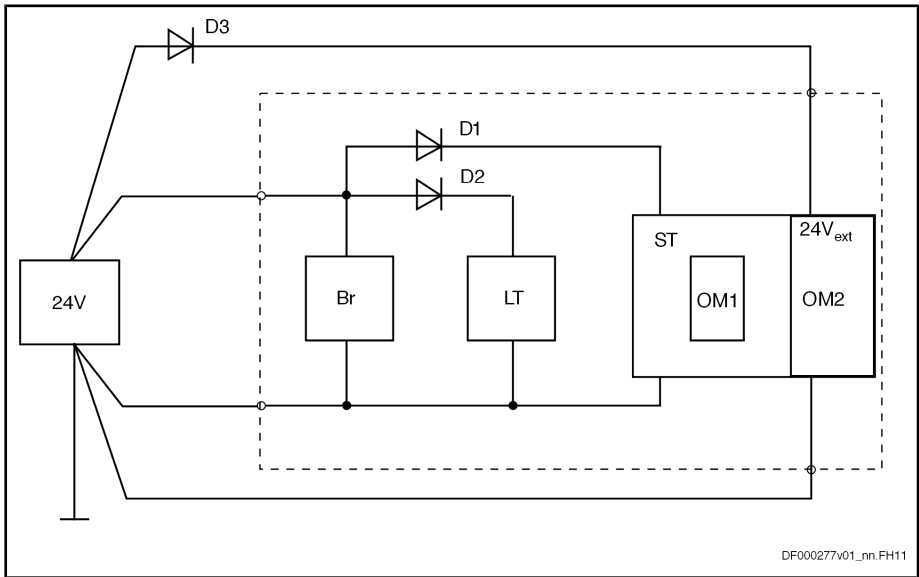 D3
D1
D2
24V
Br
LT
ST
OM1
24Vext
OM2
DF000277v01_nn.FH11